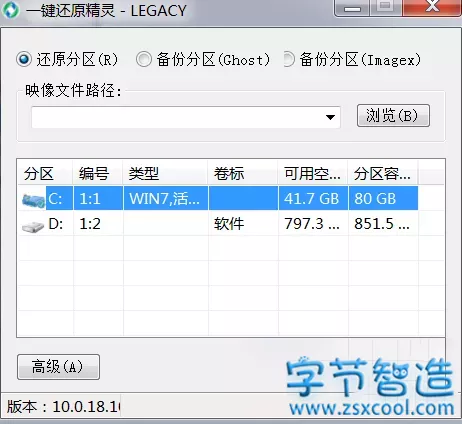 一键还原精灵 - LEGACY
还原分区(R) 备份分区(Ghost) 备份分区(Imagex)
映像文件路径:
浏览(B)
分区 编号 类型 卷标 可用空... 分区容...
C: 1:1 WIN7,活... 41.7 GB 80 GB
D: 1:2 软件 797.3 ... 851.5 ...
高级(A)
版本: 10.0.18.16
字节智造
www.zsxcool.com